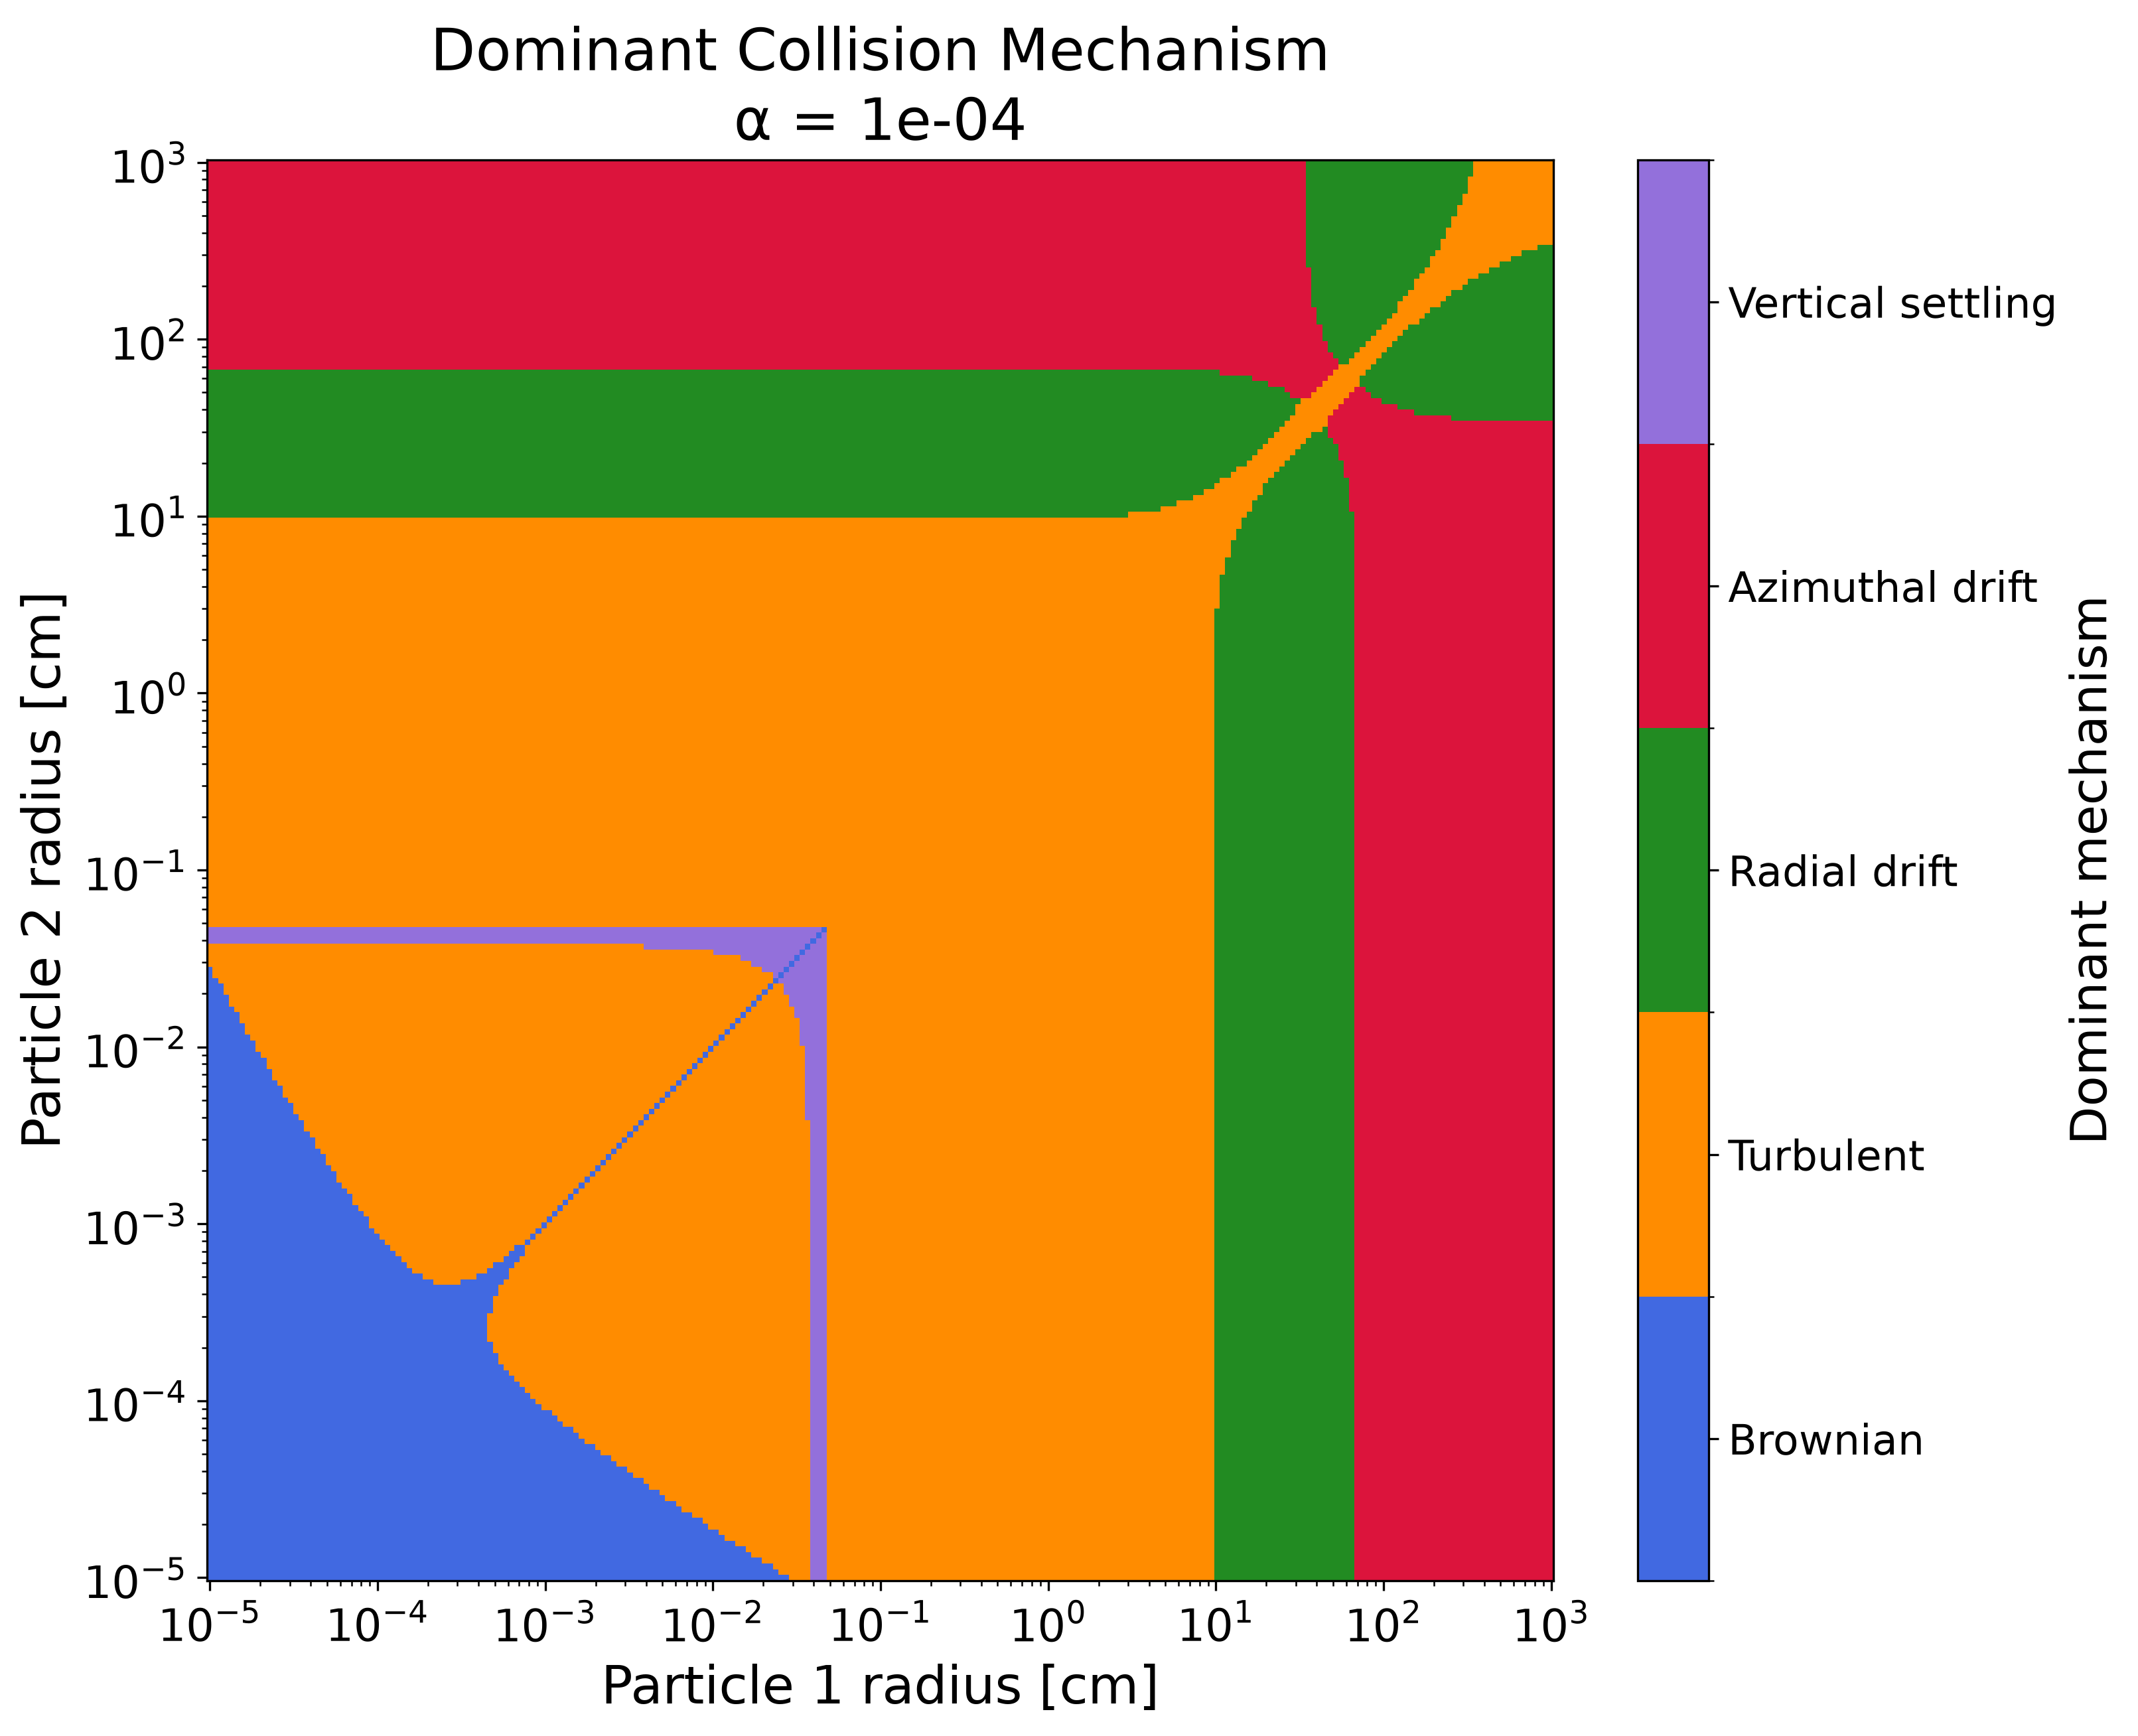 Dominant Collision Mechanism
α = 1e-04
10³
10²
10¹
10⁰
10⁻¹
10⁻²
10⁻³
10⁻⁴
10⁻⁵
Particle 2 radius [cm]
10⁻⁵ 10⁻⁴ 10⁻³ 10⁻² 10⁻¹ 10⁰ 10¹ 10² 10³
Particle 1 radius [cm]
Vertical settling
Azimuthal drift
Radial drift
Turbulent
Brownian
Dominant mechanism